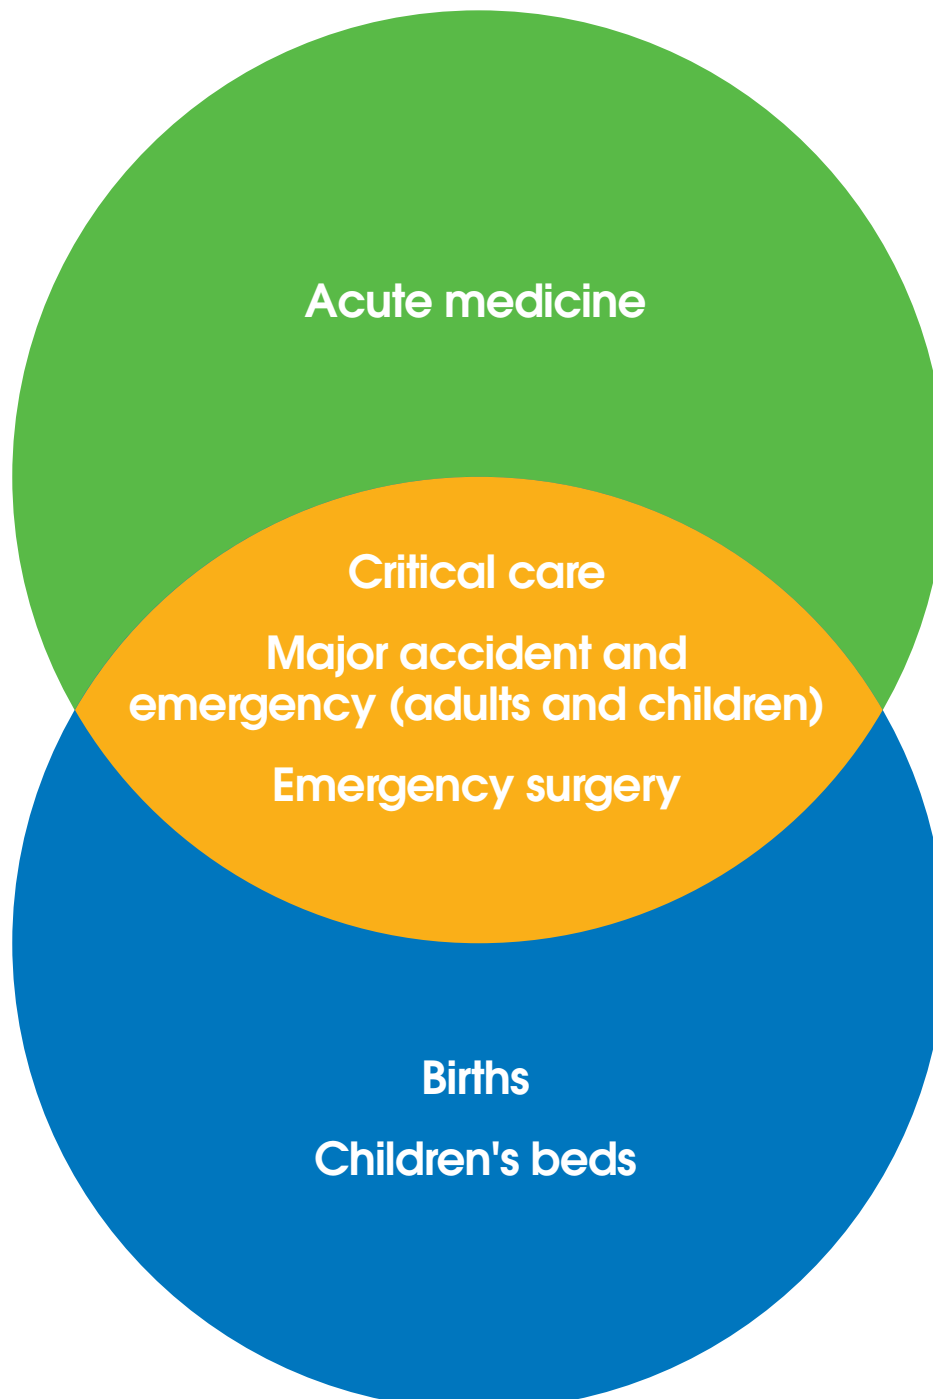 Acute medicine
Critical care
Major accident and
emergency (adults and children)
Emergency surgery
Births
Children's beds